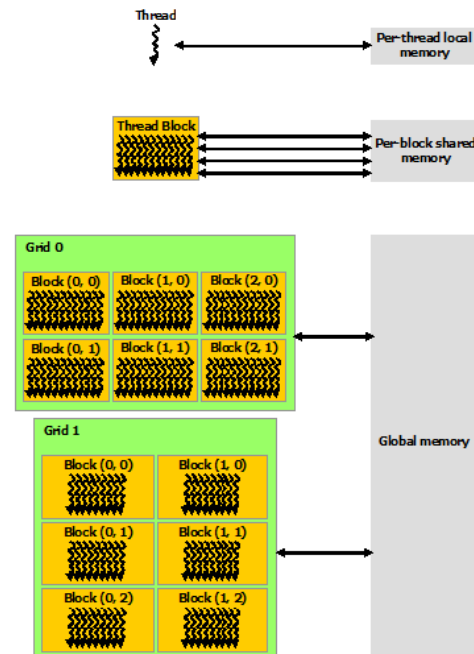 Thread
Per-thread local
memory
Thread Block
Per-block shared
memory
Grid 0
Block (0, 0) Block (1, 0) Block (2, 0)
Block (0, 1) Block (1, 1) Block (2, 1)
Grid 1
Global memory
Block (0, 0) Block (1, 0)
Block (0, 1) Block (1, 1)
Block (0, 2) Block (1, 2)